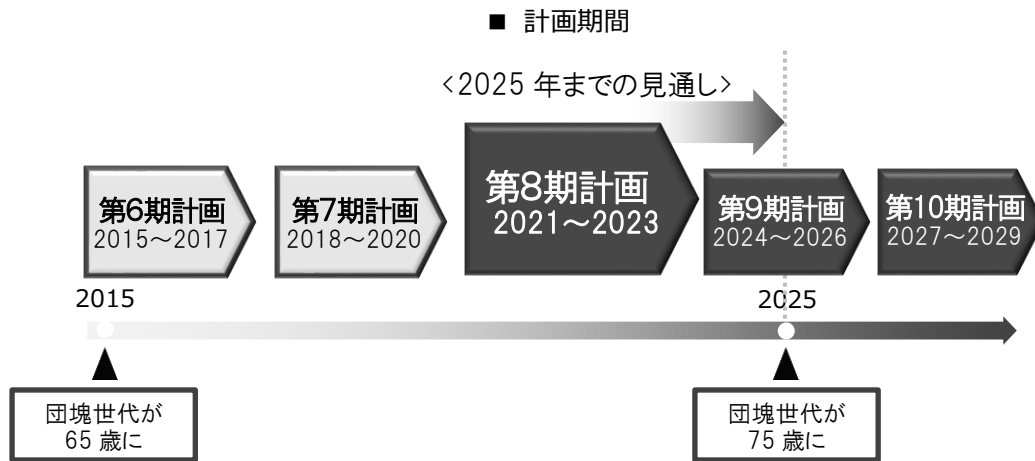 ■ 計画期間
<2025 年までの見通し>
第6期計画
2015～2017
第7期計画
2018～2020
第8期計画
2021～2023
第9期計画
2024～2026
第10期計画
2027～2029
2015
2025
団塊世代が
65 歳に
団塊世代が
75 歳に